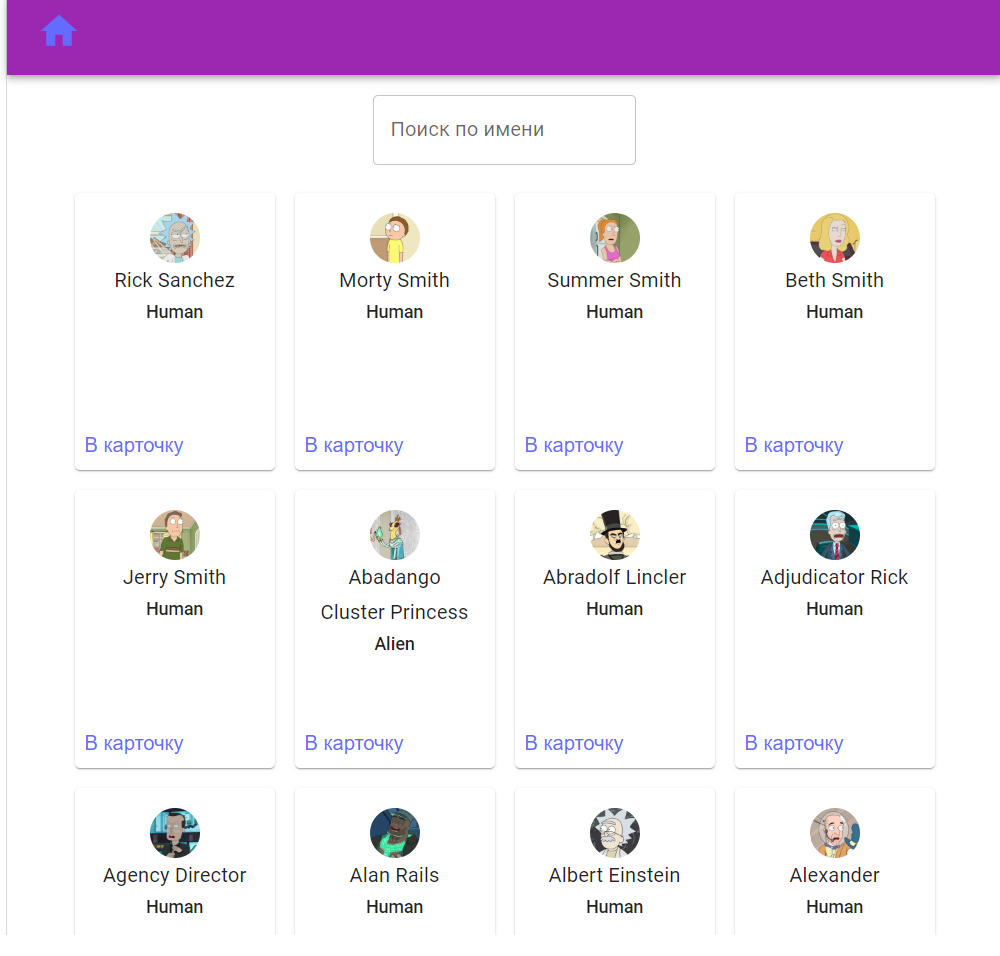 Поиск по имени
Rick Sanchez
Human
В карточку
Morty Smith
Human
В карточку
Summer Smith
Human
В карточку
Beth Smith
Human
В карточку
Jerry Smith
Human
В карточку
Abadango
Cluster Princess
Alien
В карточку
Abradolf Lincler
Human
В карточку
Adjudicator Rick
Human
В карточку
Agency Director
Human
Alan Rails
Human
Albert Einstein
Human
Alexander
Human